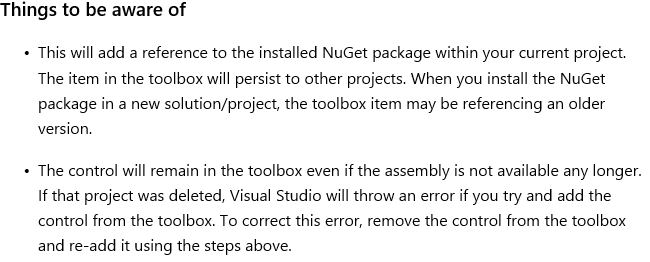 Things to be aware of
• This will add a reference to the installed NuGet package within your current project.
The item in the toolbox will persist to other projects. When you install the NuGet
package in a new solution/project, the toolbox item may be referencing an older
version.
• The control will remain in the toolbox even if the assembly is not available any longer.
If that project was deleted, Visual Studio will throw an error if you try and add the
control from the toolbox. To correct this error, remove the control from the toolbox
and re-add it using the steps above.